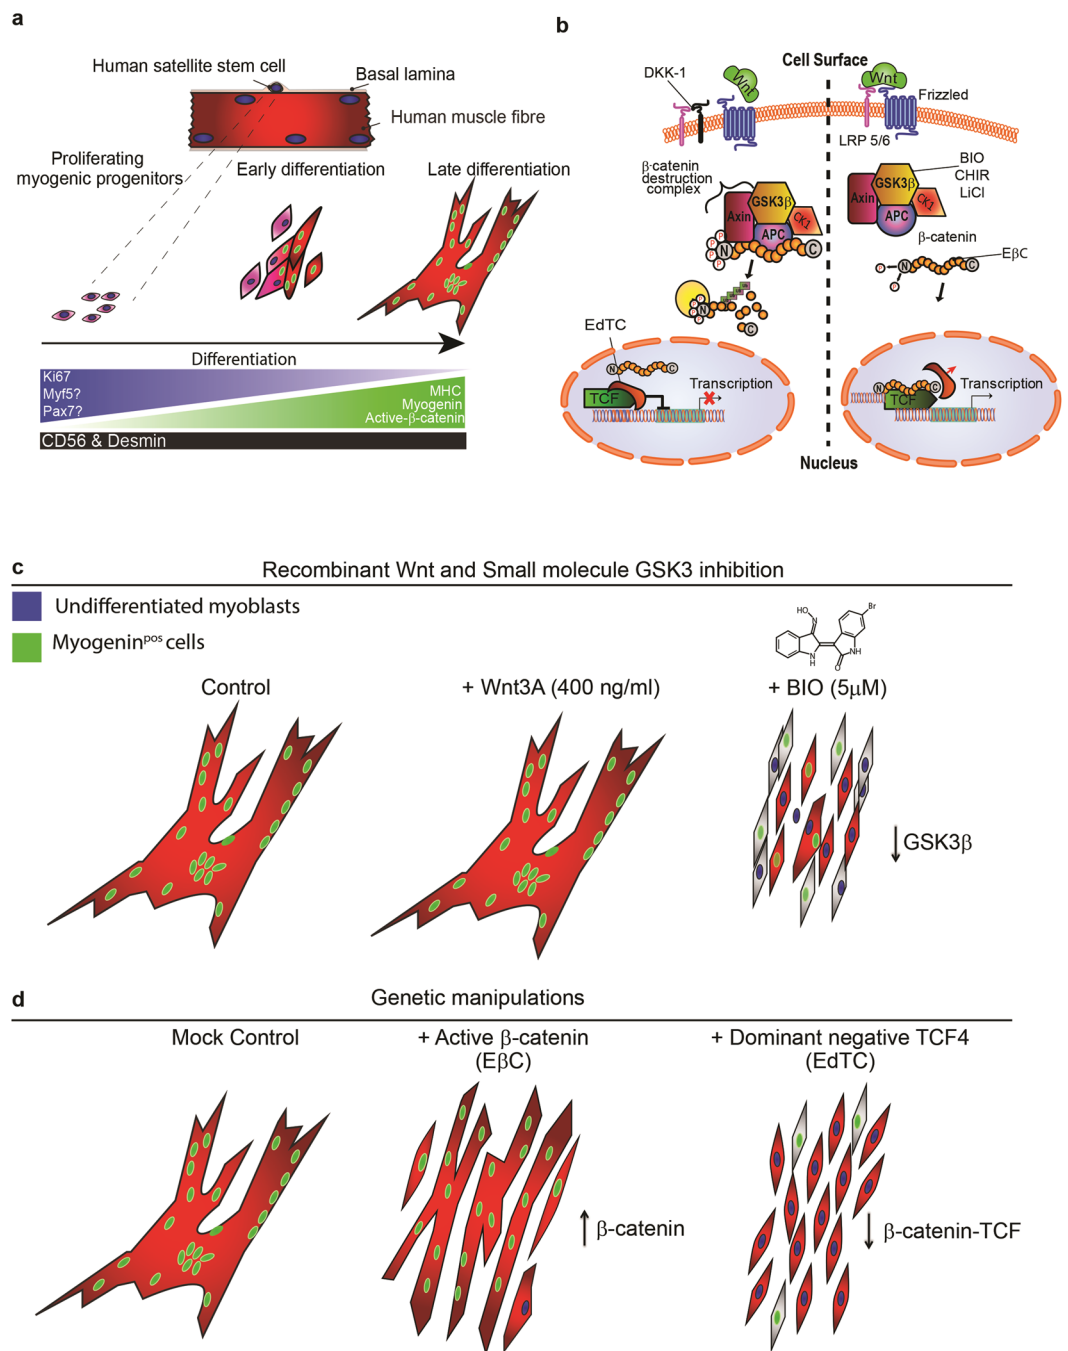 a
Human satellite stem cell
Basal lamina
Human muscle fibre
Proliferating
myogenic progenitors
Early differentiation
Late differentiation
Differentiation
Ki67
Myf5?
Pax7?
MHC
Myogenin
Active-β-catenin
CD56 & Desmin
b
Cell Surface
DKK-1
Wnt
Wnt
Frizzled
LRP 5/6
β-catenin
destruction
complex
GSK3β
Axin
APC
CK1
P
P
P
N
C
GSK3β
Axin
APC
CK1
BIO
CHIR
LiCl
β-catenin
EβC
P
N
C
P
P
P
P
N
C
EdTC
N
C
TCF
Transcription
N
C
TCF
Transcription
Nucleus
c
Recombinant Wnt and Small molecule GSK3 inhibition
Undifferentiated myoblasts
Myogeninpos cells
HO
N
Br
N
H
NH
O
Control
+ Wnt3A (400 ng/ml)
+ BIO (5µM)
↓GSK3β
d
Genetic manipulations
Mock Control
+ Active β-catenin
(EβC)
+ Dominant negative TCF4
(EdTC)
↑ β-catenin
↓ β-catenin-TCF